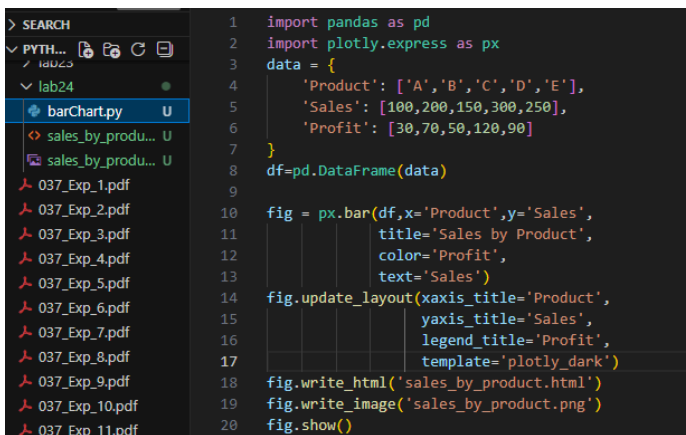 SEARCH
PYTH...
lab23
lab24
barChart.py U
sales_by_produ... U
sales_by_produ... U
037_Exp_1.pdf
037_Exp_2.pdf
037_Exp_3.pdf
037_Exp_4.pdf
037_Exp_5.pdf
037_Exp_6.pdf
037_Exp_7.pdf
037_Exp_8.pdf
037_Exp_9.pdf
037_Exp_10.pdf
037_Exp_11.pdf
1 import pandas as pd
2 import plotly.express as px
3 data = {
4     'Product': ['A','B','C','D','E'],
5     'Sales': [100,200,150,300,250],
6     'Profit': [30,70,50,120,90]
7 }
8 df=pd.DataFrame(data)
9
10 fig = px.bar(df,x='Product',y='Sales',
11              title='Sales by Product',
12              color='Profit',
13              text='Sales')
14 fig.update_layout(xaxis_title='Product',
15                   yaxis_title='Sales',
16                   legend_title='Profit',
17                   template='plotly_dark')
18 fig.write_html('sales_by_product.html')
19 fig.write_image('sales_by_product.png')
20 fig.show()